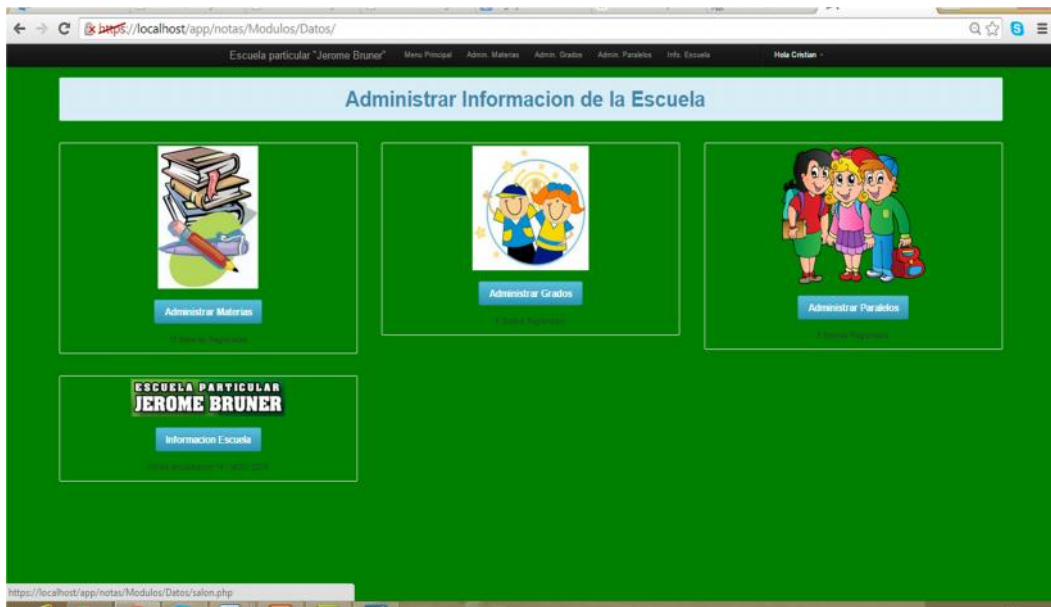 https://localhost/app/notas/Modulos/Datos/
Escuela particular "Jerome Bruner" Menu Principal Admin. Materias Admin. Grados Admin. Paralelos Info. Escuela Hola Cristian
Administrar Informacion de la Escuela
Administrar Materias
Administrar Grados
Administrar Paralelos
ESCUELA PARTICULAR
JEROME BRUNER
Informacion Escuela
https://localhost/app/notas/Modulos/Datos/salon.php